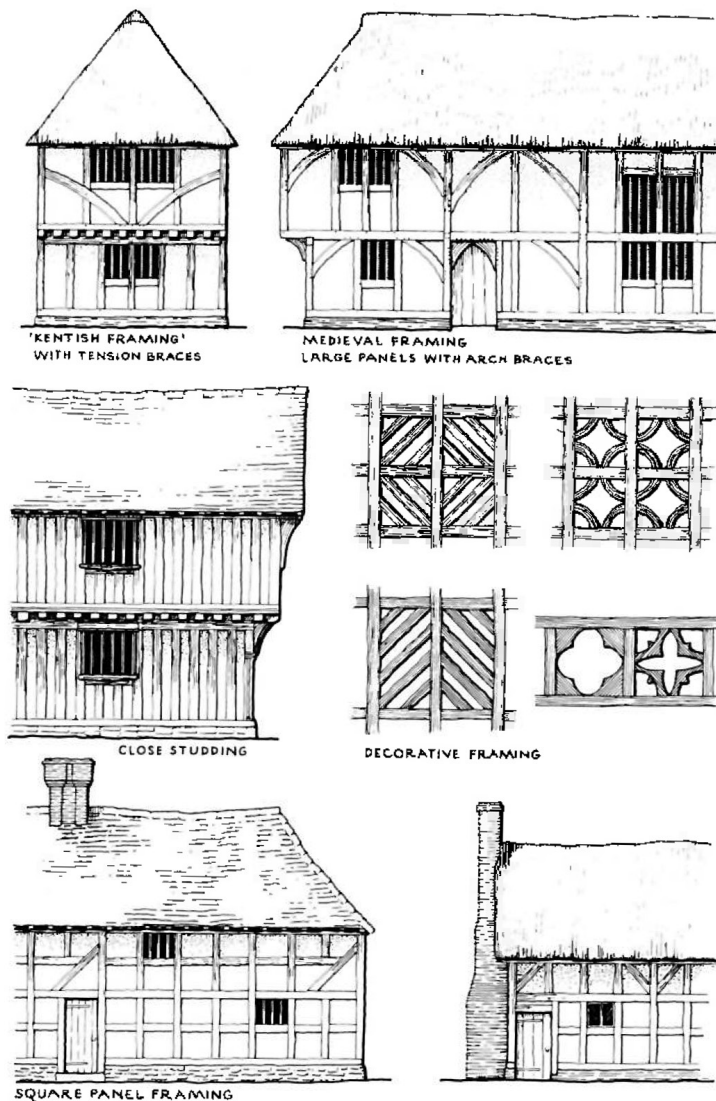 'KENTISH FRAMING'
WITH TENSION BRACES
MEDIEVAL FRAMING
LARGE PANELS WITH ARCH BRACES
CLOSE STUDDING
DECORATIVE FRAMING
SQUARE PANEL FRAMING